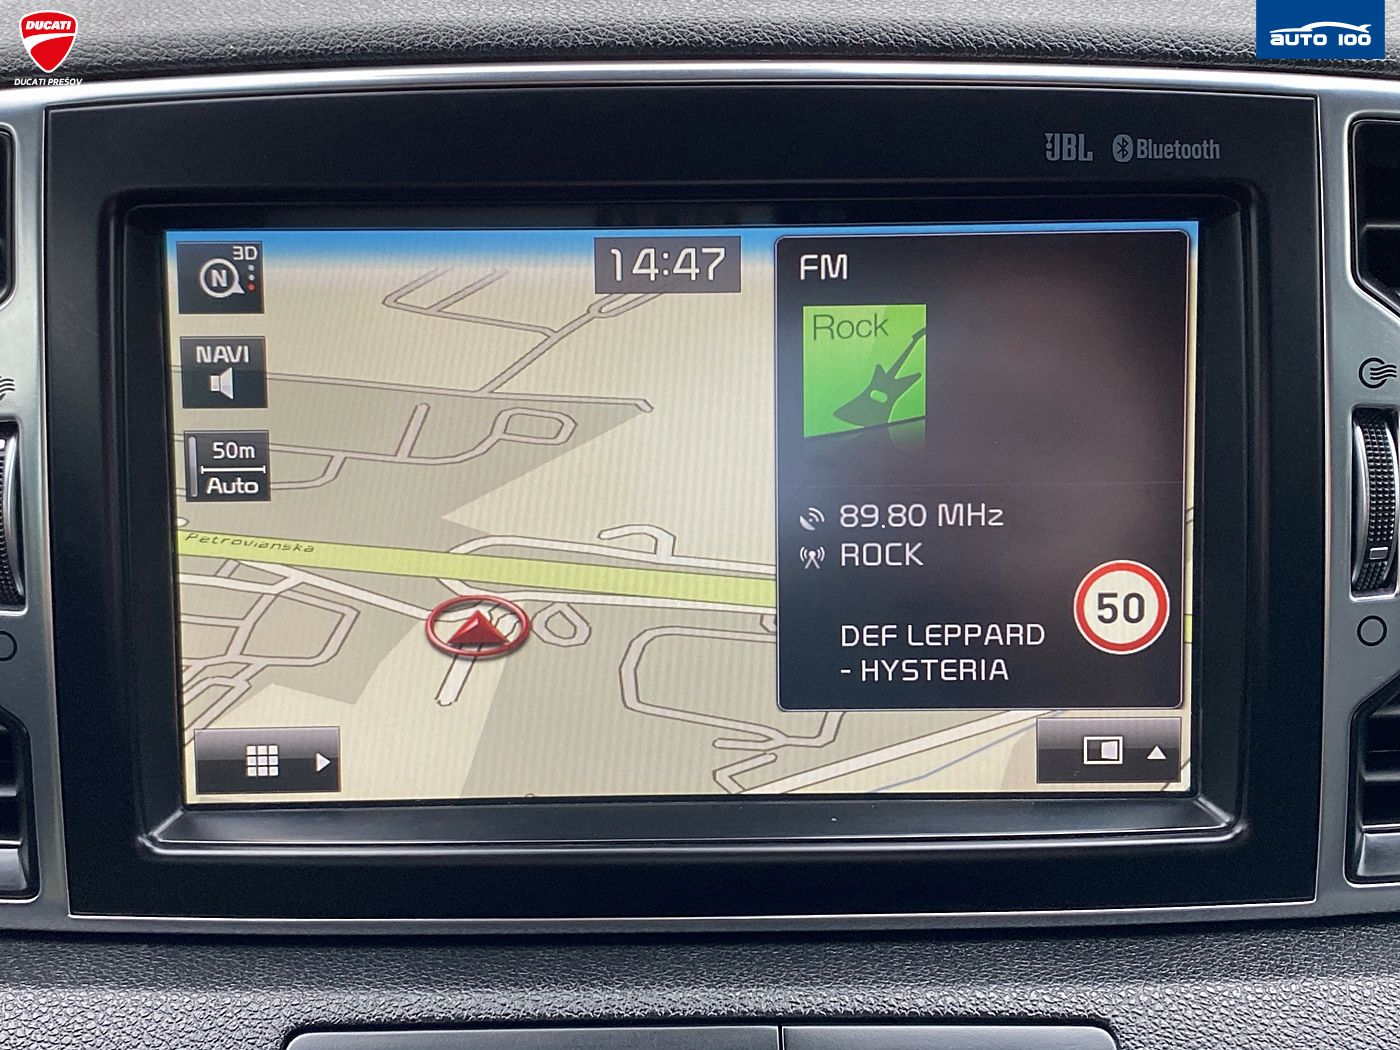 DUCATI
DUCATI PREŠOV
AUTO 100
JBL Bluetooth
3D
N
14:47
FM
Rock
NAVI
50m
Auto
89.80 MHz
ROCK
Petrovianska
50
DEF LEPPARD
- HYSTERIA